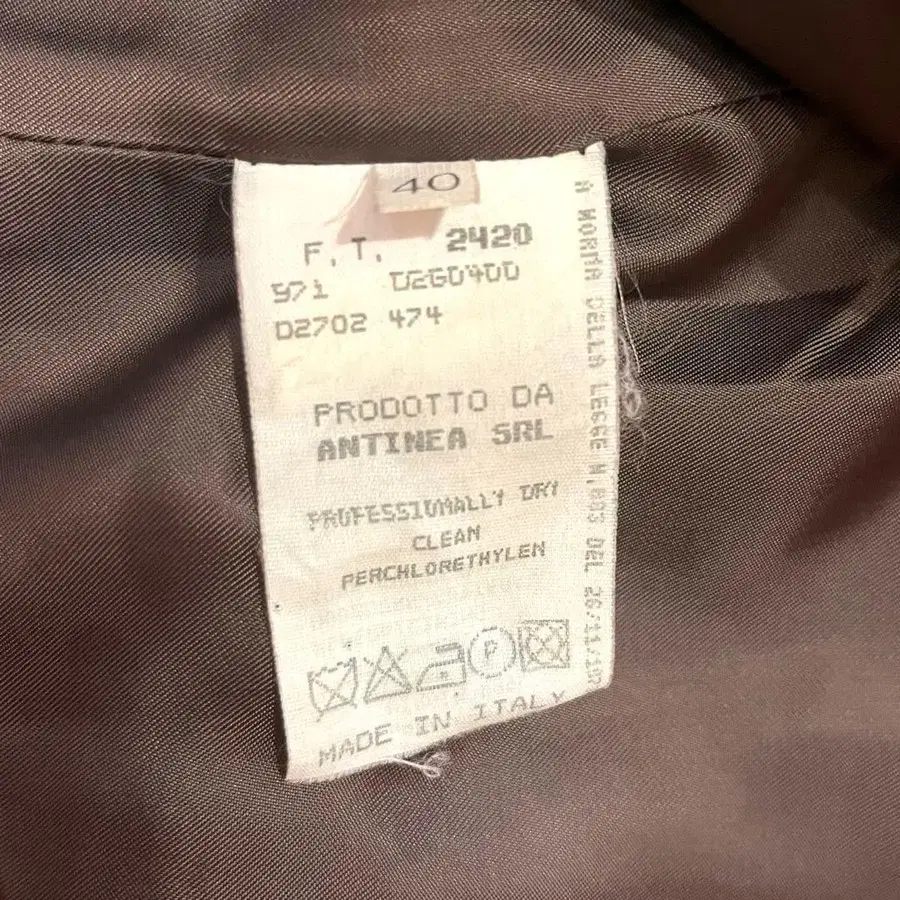 40
F.T. 2420
971 D2G0400
D2702 474
PRODOTTO DA
ANTINEA SRL
PROFESSIONALLY DRY
CLEAN
PERCHLORETHYLEN
P
MADE IN ITALY
A NORMA DELLA LEGGE N.883 DEL 26/11/19